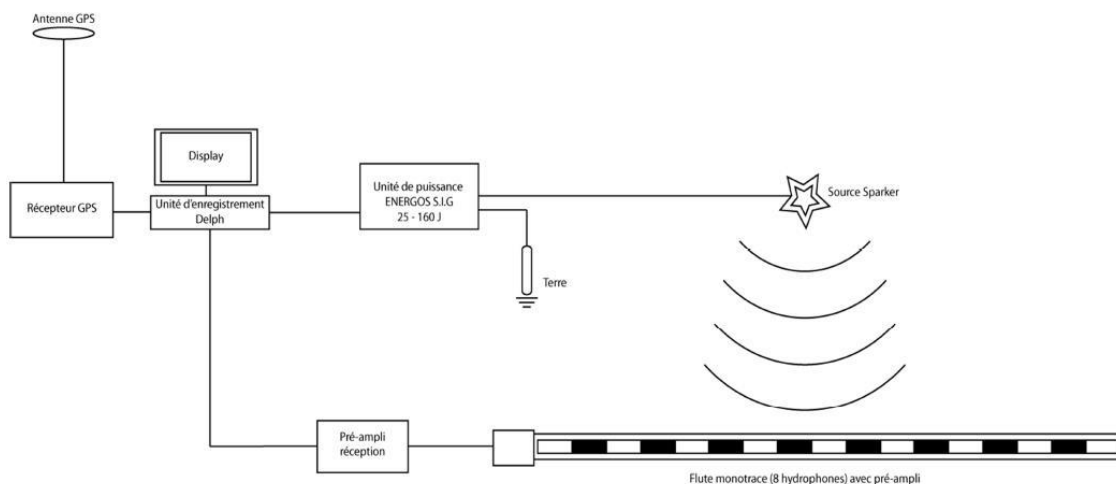 Antenne GPS
Display
Récepteur GPS
Unité d'enregistrement
Delph
Unité de puissance
ENERGOS S.I.G
25 - 160 J
Source Sparker
Terre
Pré-ampli
réception
Flute monotrace (8 hydrophones) avec pré-ampli